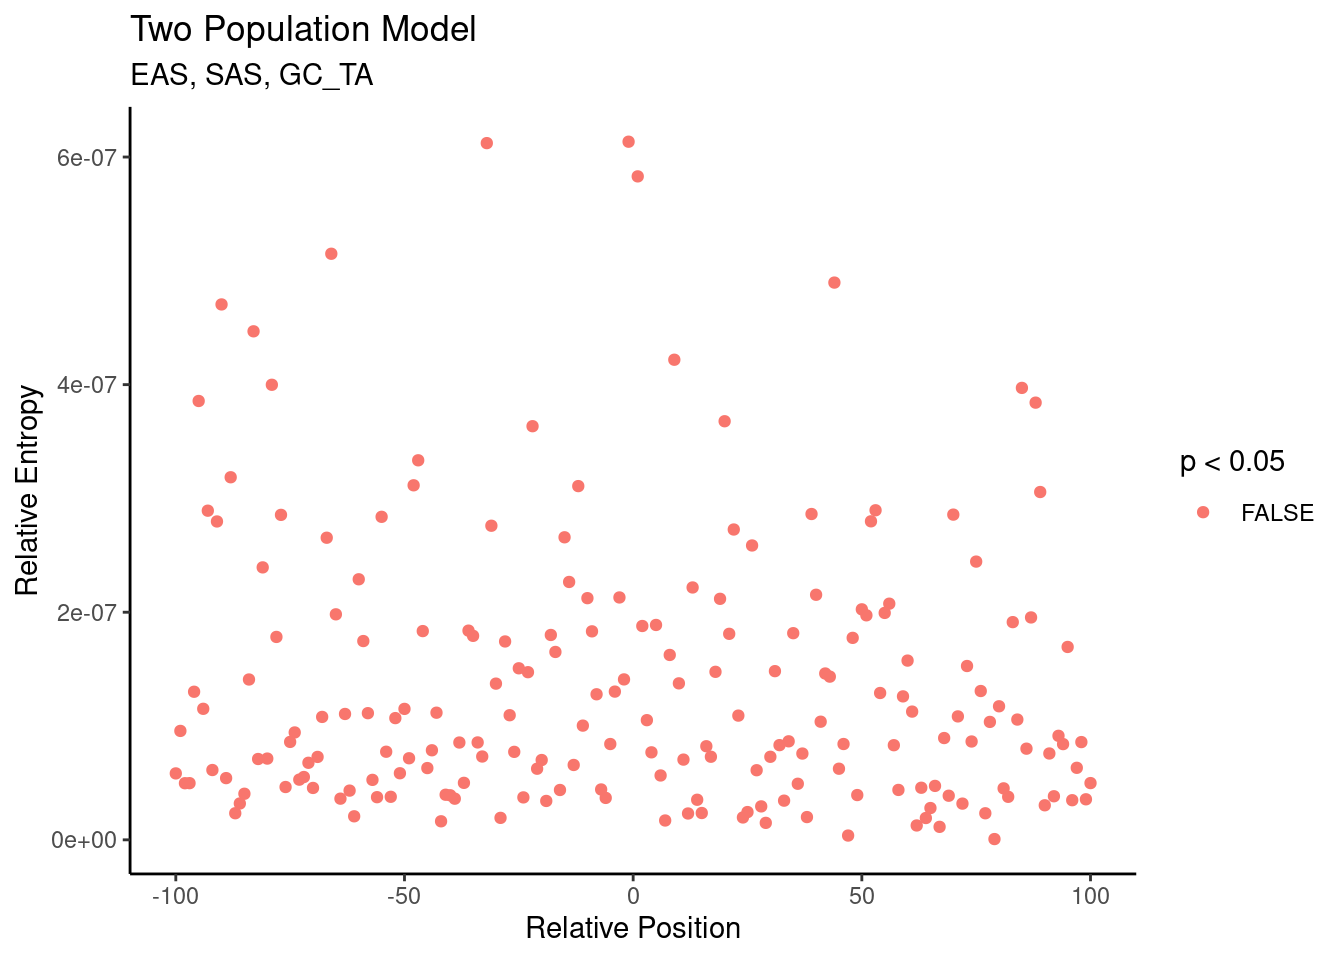 Two Population Model
EAS, SAS, GC_TA
6e-07
4e-07
2e-07
0e+00
Relative Entropy
-100
-50
0
50
100
Relative Position
p < 0.05
FALSE